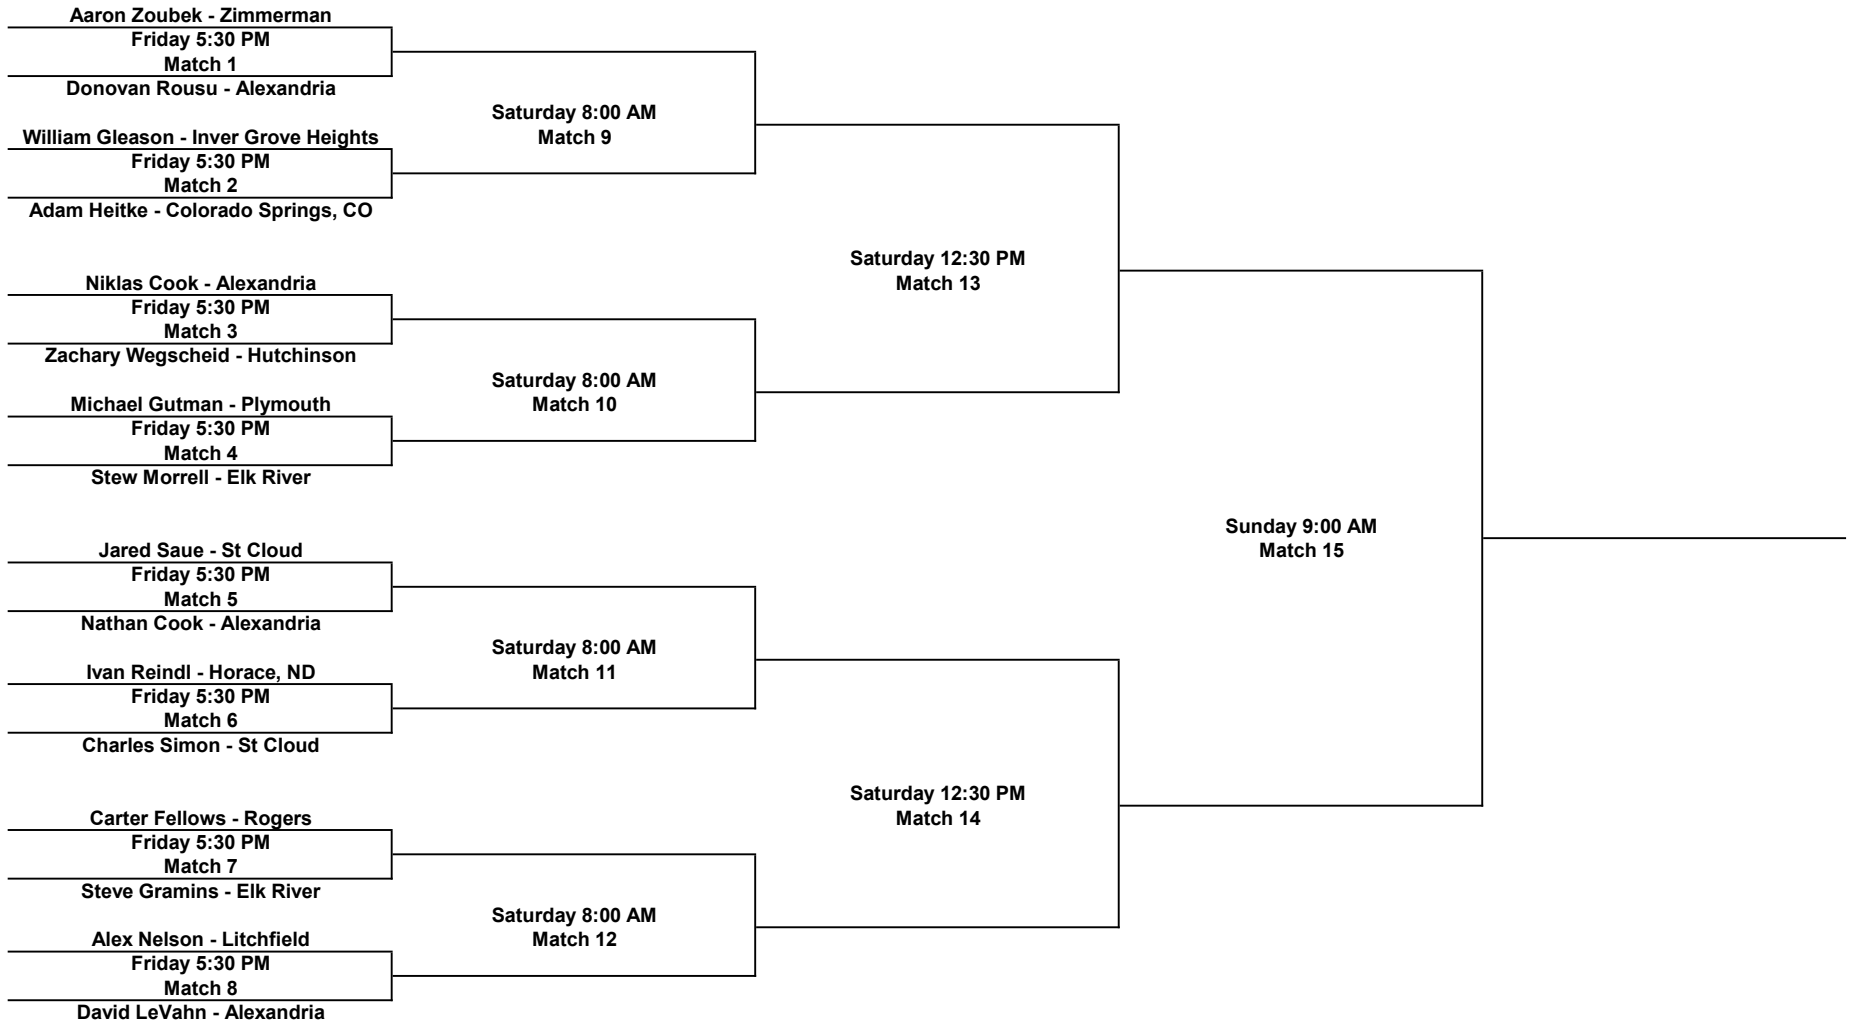 Aaron Zoubek - Zimmerman
Friday 5:30 PM
Match 1
Donovan Rousu - Alexandria
Saturday 8:00 AM
Match 9
William Gleason - Inver Grove Heights
Friday 5:30 PM
Match 2
Adam Heitke - Colorado Springs, CO
Saturday 12:30 PM
Match 13
Niklas Cook - Alexandria
Friday 5:30 PM
Match 3
Zachary Wegscheid - Hutchinson
Saturday 8:00 AM
Match 10
Michael Gutman - Plymouth
Friday 5:30 PM
Match 4
Stew Morrell - Elk River
Sunday 9:00 AM
Match 15
Jared Saue - St Cloud
Friday 5:30 PM
Match 5
Nathan Cook - Alexandria
Saturday 8:00 AM
Match 11
Ivan Reindl - Horace, ND
Friday 5:30 PM
Match 6
Charles Simon - St Cloud
Saturday 12:30 PM
Match 14
Carter Fellows - Rogers
Friday 5:30 PM
Match 7
Steve Gramins - Elk River
Saturday 8:00 AM
Match 12
Alex Nelson - Litchfield
Friday 5:30 PM
Match 8
David LeVahn - Alexandria